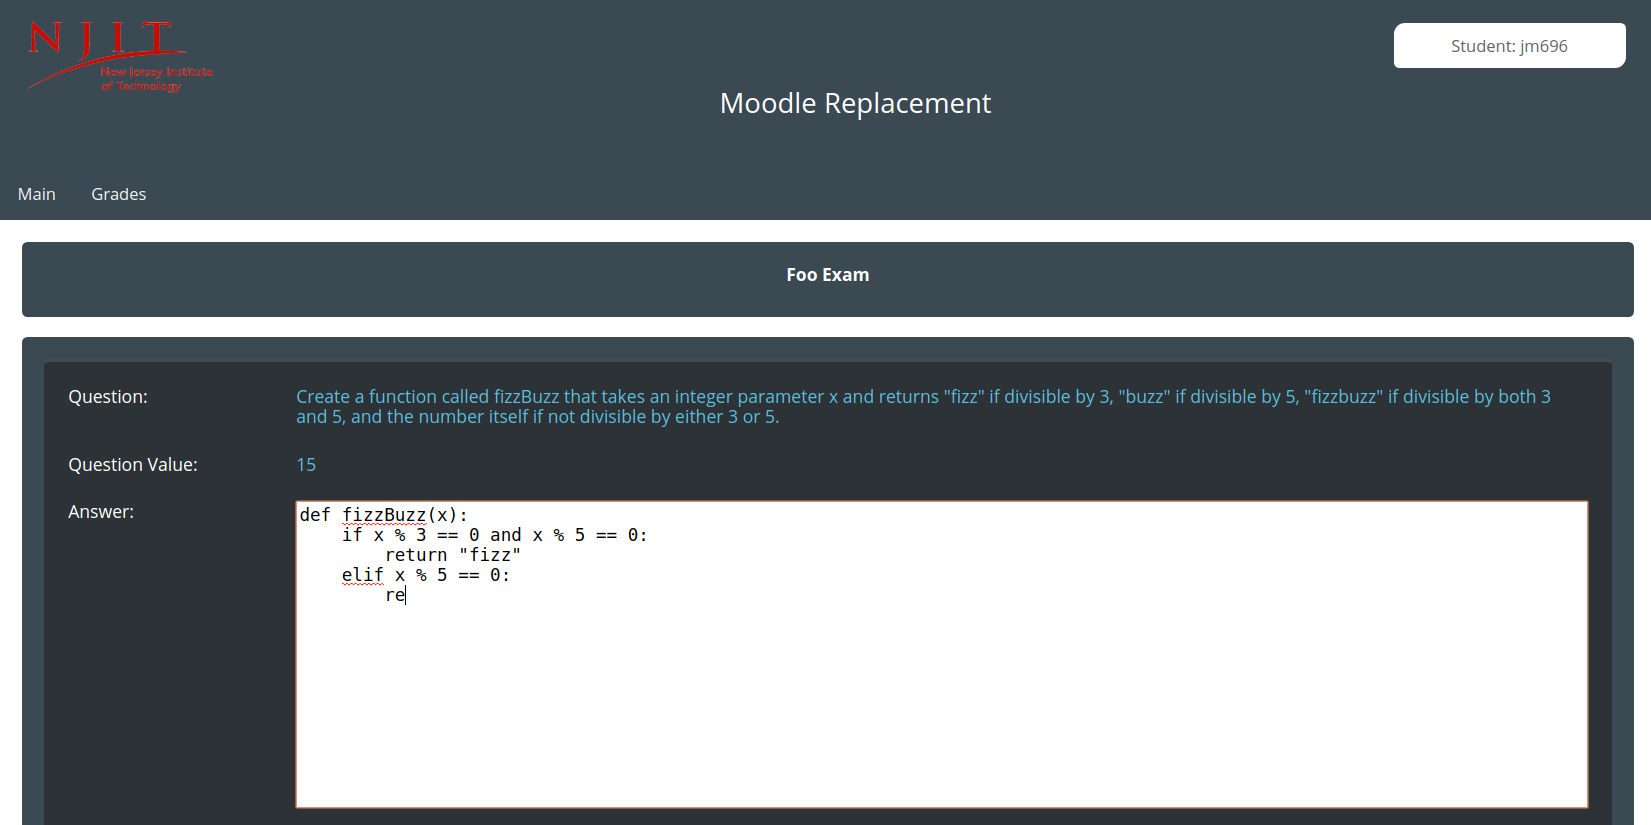 NJIT
New Jersey Institute
of Technology
Student: jm696
Moodle Replacement
Main Grades
Foo Exam
Question: Create a function called fizzBuzz that takes an integer parameter x and returns "fizz" if divisible by 3, "buzz" if divisible by 5, "fizzbuzz" if divisible by both 3
and 5, and the number itself if not divisible by either 3 or 5.
Question Value: 15
Answer:
def fizzBuzz(x):
    if x % 3 == 0 and x % 5 == 0:
        return "fizz"
    elif x % 5 == 0:
        re